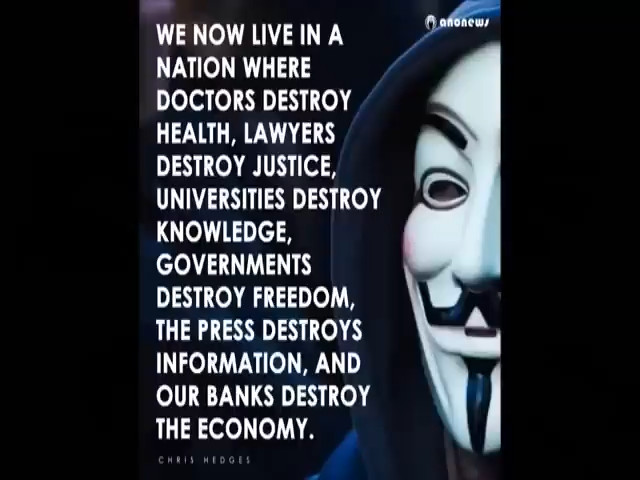 anonews
WE NOW LIVE IN A
NATION WHERE
DOCTORS DESTROY
HEALTH, LAWYERS
DESTROY JUSTICE,
UNIVERSITIES DESTROY
KNOWLEDGE,
GOVERNMENTS
DESTROY FREEDOM,
THE PRESS DESTROYS
INFORMATION, AND
OUR BANKS DESTROY
THE ECONOMY.
CHRIS HEDGES